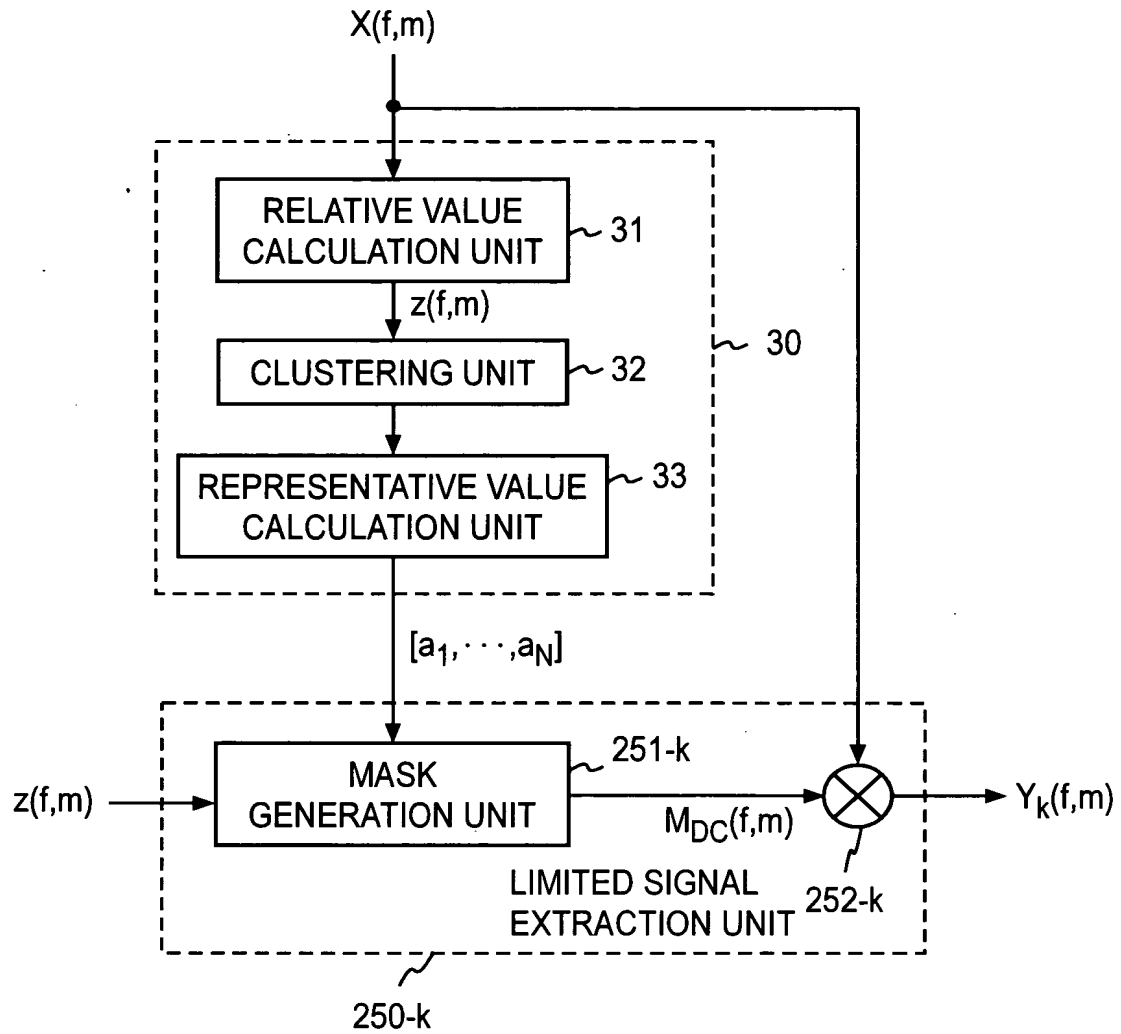 X(f,m)
RELATIVE VALUE
CALCULATION UNIT
31
z(f,m)
30
CLUSTERING UNIT
32
REPRESENTATIVE VALUE
CALCULATION UNIT
33
[a1,···,aN]
MASK
GENERATION UNIT
251-k
z(f,m)
MDC(f,m)
Yk(f,m)
LIMITED SIGNAL
EXTRACTION UNIT
252-k
250-k